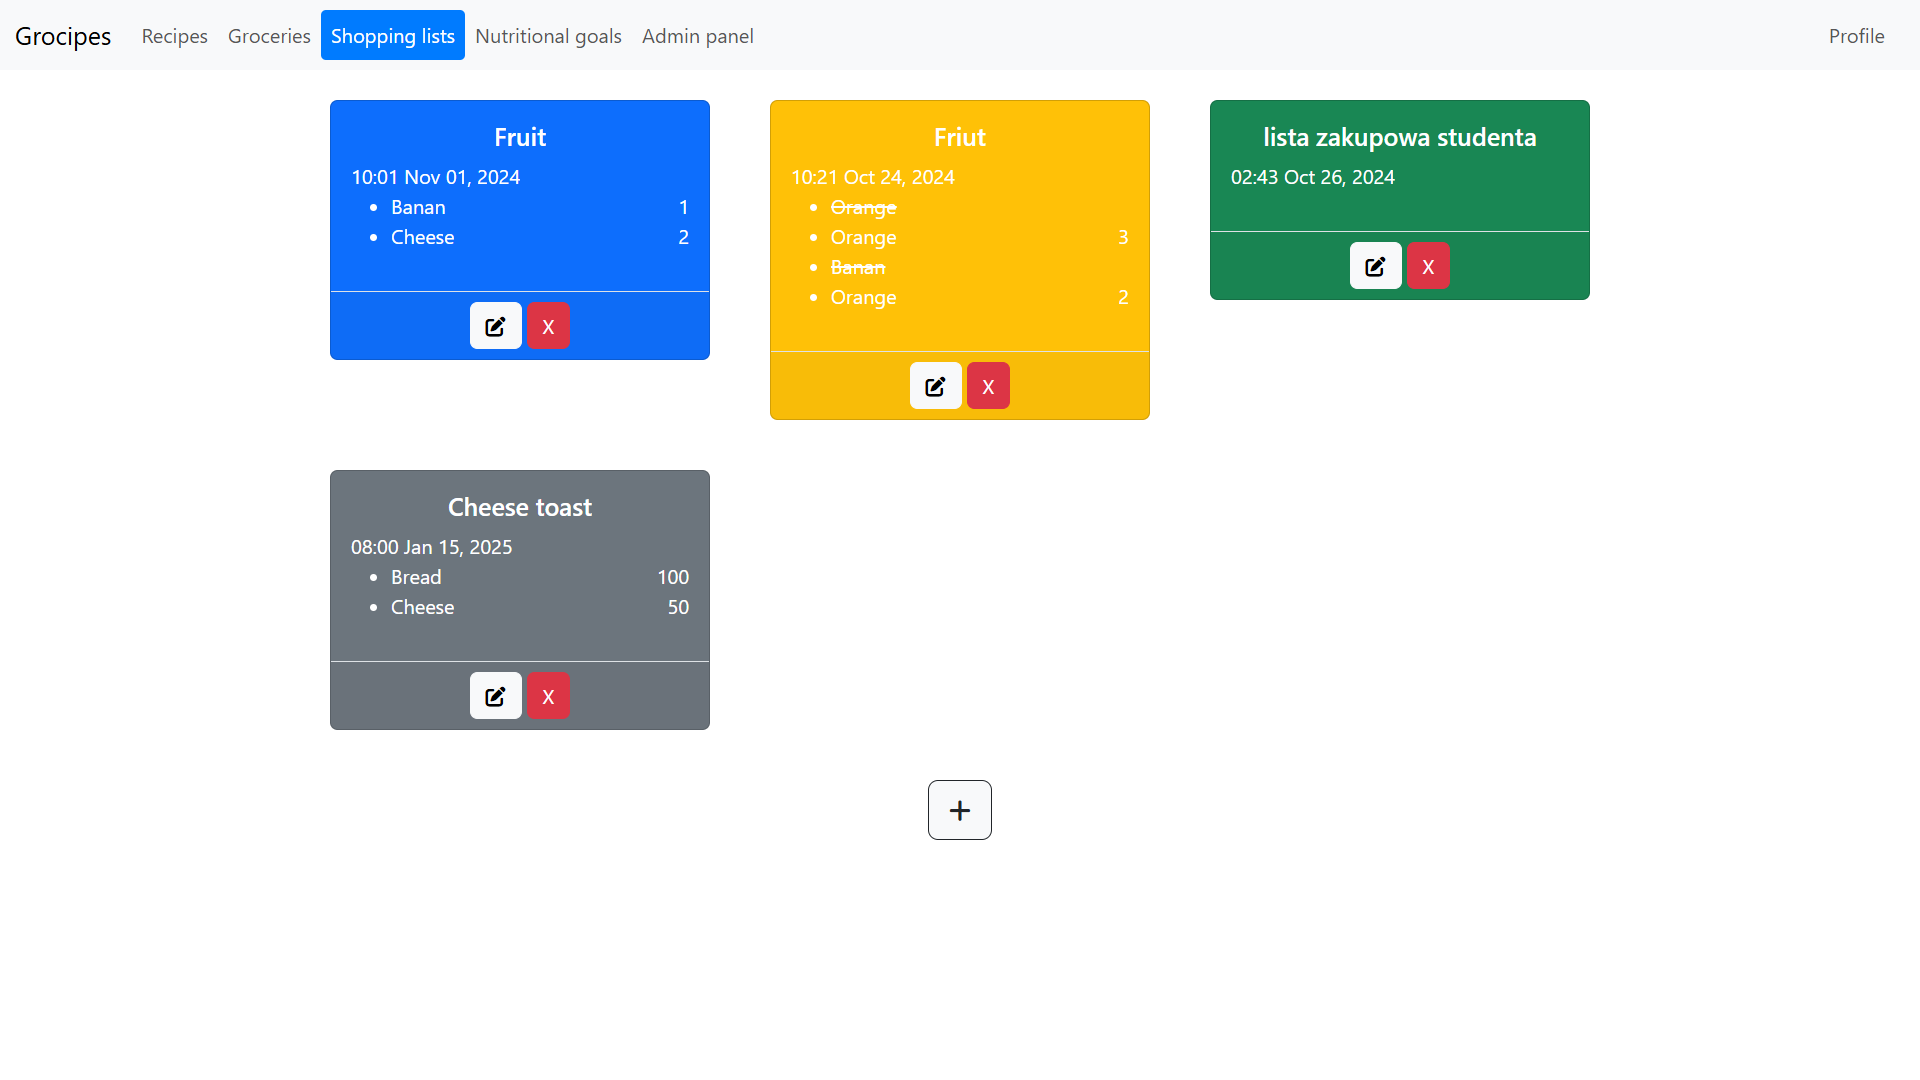 Grocipes Recipes Groceries Shopping lists Nutritional goals Admin panel Profile
Fruit
10:01 Nov 01, 2024
Banan 1
Cheese 2
X
Friut
10:21 Oct 24, 2024
Orange
Orange 3
Banan
Orange 2
X
lista zakupowa studenta
02:43 Oct 26, 2024
X
Cheese toast
08:00 Jan 15, 2025
Bread 100
Cheese 50
X
+